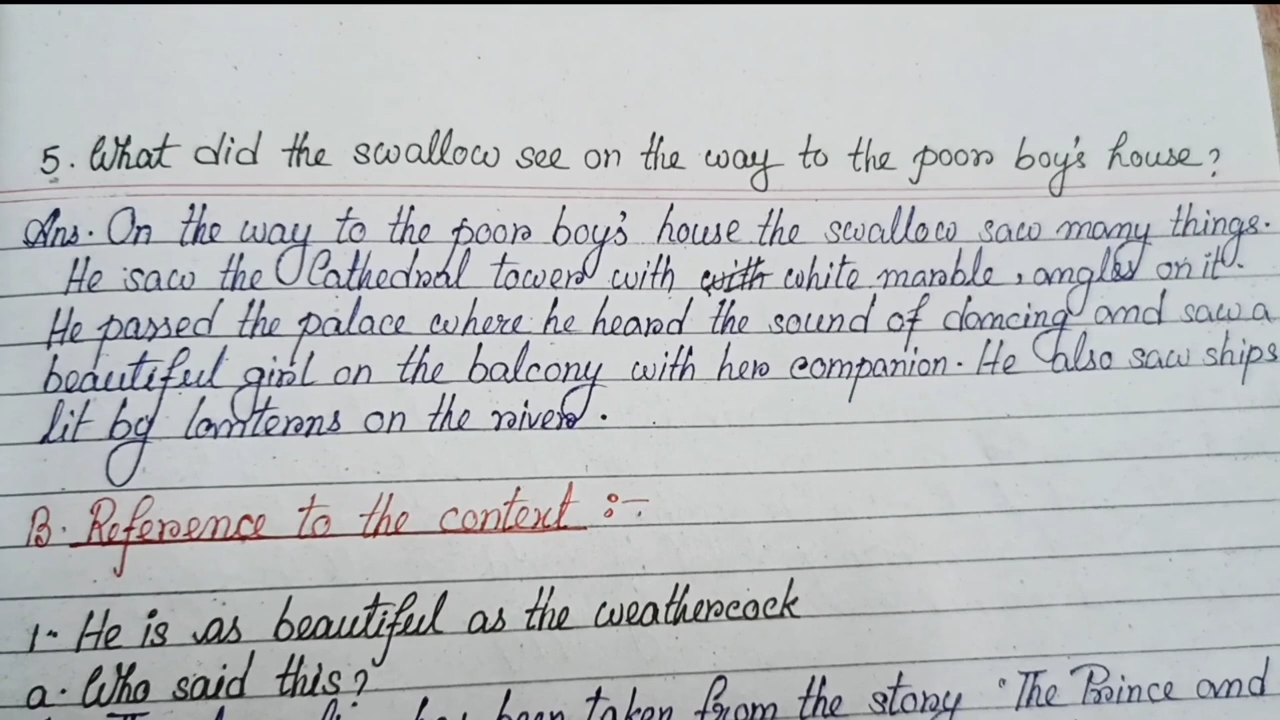 5. What did the swallow see on the way to the poor boy's house?
Ans. On the way to the poor boy's house the swallow saw many things.
He saw the Cathedral tower with with white marble, angles on it.
He passed the palace where he heard the sound of dancing and saw a
beautiful girl on the balcony with her companion. He also saw ships
lit by lanterns on the river.
B. Reference to the context :-
1. He is as beautiful as the weathercock
a. Who said this?
has been taken from the story "The Prince and